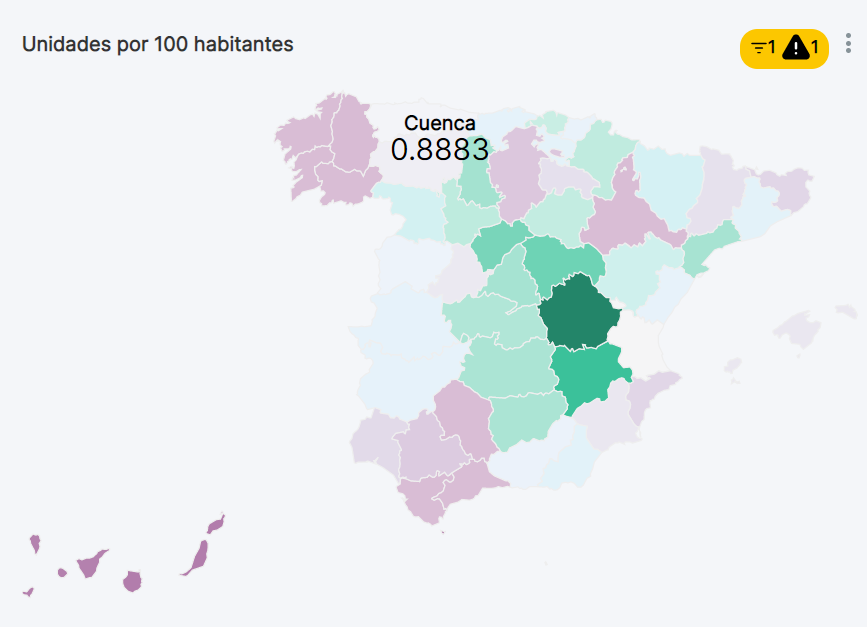 Unidades por 100 habitantes
1 1
Cuenca
0.8883